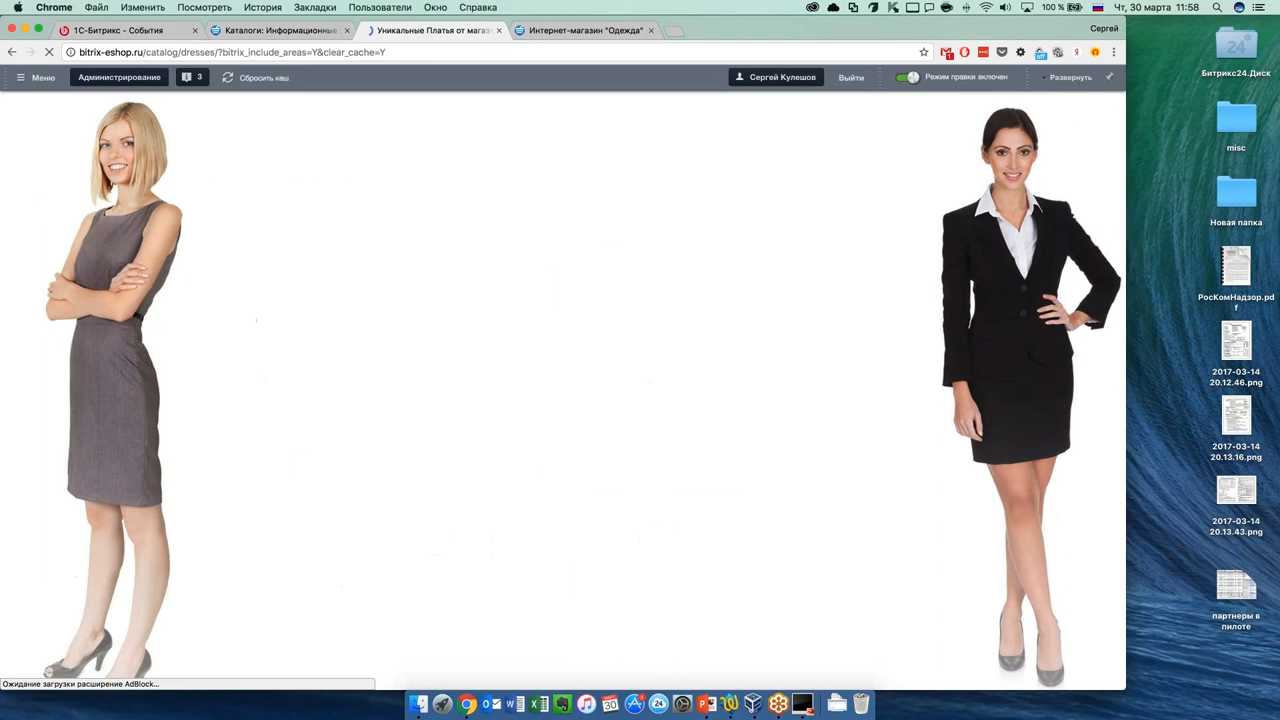 Chrome Файл Изменить Посмотреть История Закладки Пользователи Окно Справка 100 % Чт, 30 марта 11:58
1С-Битрикс - События
Каталоги: Информационные
Уникальные Платья от магаз
Интернет-магазин "Одежда"
Сергей
bitrix-eshop.ru/catalog/dresses/?bitrix_include_areas=Y&clear_cache=Y
Меню Администрирование 3 Сбросить кеш Сергей Кулешов Выйти Режим правки включен Развернуть
24
Битрикс24.Диск
misc
Новая папка
РосКомНадзор.pd
f
2017-03-14
20.12.46.png
2017-03-14
20.13.16.png
2017-03-14
20.13.43.png
партнеры в
пилоте
Ожидание загрузки расширение AdBlock...